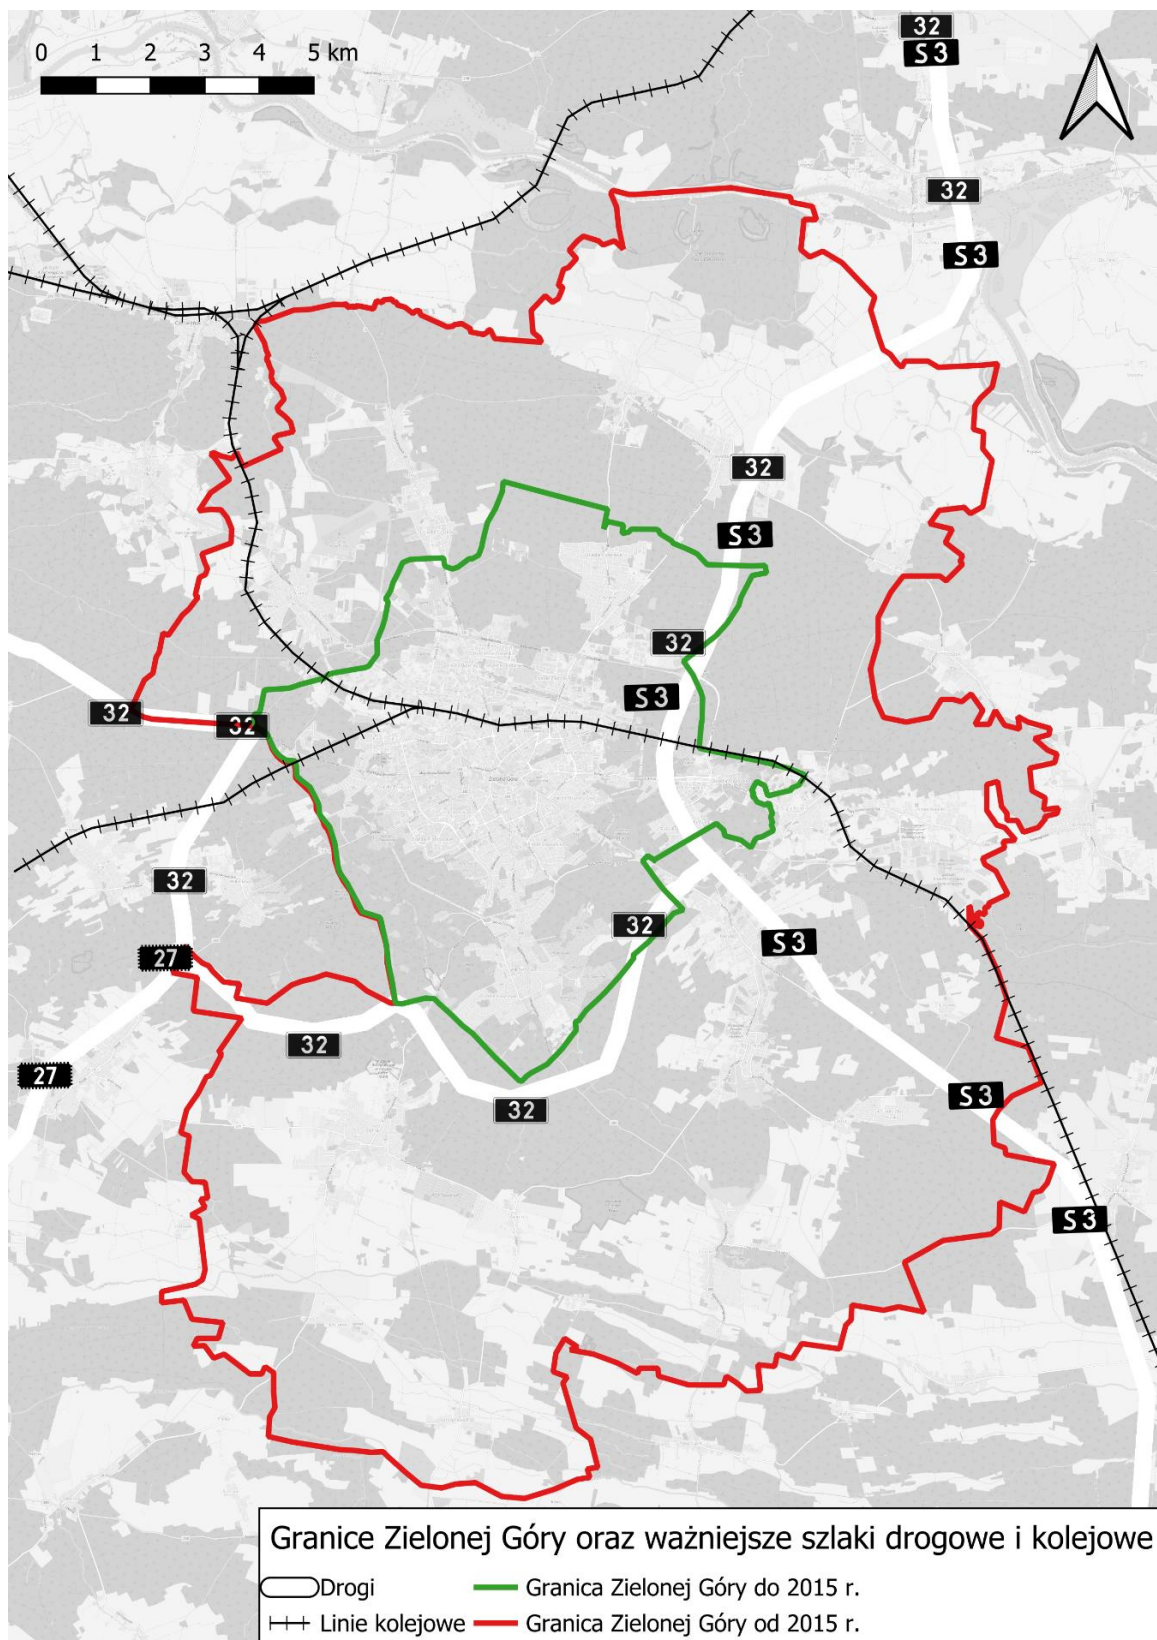 0 1 2 3 4 5 km
32
S3
32
S3
32
S3
32
S3
32
32
32
32
S3
27
32
27
S3
32
S3
Granice Zielonej Góry oraz ważniejsze szlaki drogowe i kolejowe
Drogi
Granica Zielonej Góry do 2015 r.
Linie kolejowe
Granica Zielonej Góry od 2015 r.